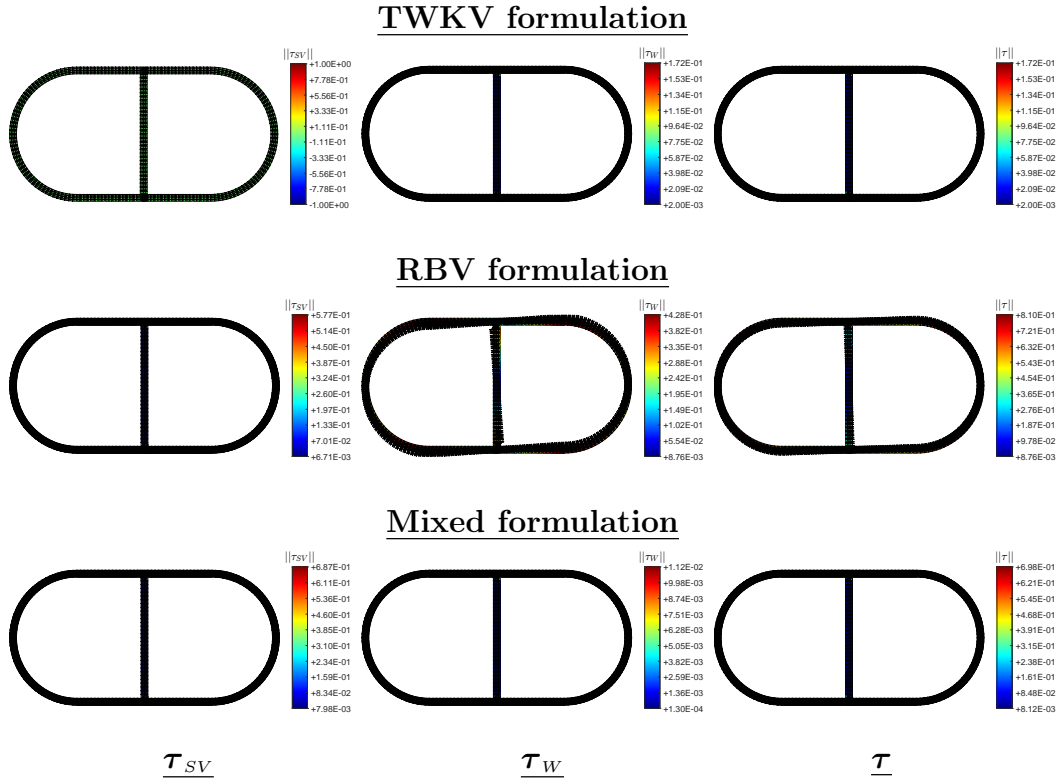 TWKV formulation
||τSV||
+1.00E+00
+7.78E-01
+5.56E-01
+3.33E-01
+1.11E-01
-1.11E-01
-3.33E-01
-5.56E-01
-7.78E-01
-1.00E+00
||τW||
+1.72E-01
+1.53E-01
+1.34E-01
+1.15E-01
+9.64E-02
+7.75E-02
+5.87E-02
+3.98E-02
+2.09E-02
+2.00E-03
||τ||
+1.72E-01
+1.53E-01
+1.34E-01
+1.15E-01
+9.64E-02
+7.75E-02
+5.87E-02
+3.98E-02
+2.09E-02
+2.00E-03
RBV formulation
||τSV||
+5.77E-01
+5.14E-01
+4.50E-01
+3.87E-01
+3.24E-01
+2.60E-01
+1.97E-01
+1.33E-01
+7.01E-02
+6.71E-03
||τW||
+4.28E-01
+3.82E-01
+3.35E-01
+2.88E-01
+2.42E-01
+1.95E-01
+1.49E-01
+1.02E-01
+5.54E-02
+8.76E-03
||τ||
+8.10E-01
+7.21E-01
+6.32E-01
+5.43E-01
+4.54E-01
+3.65E-01
+2.76E-01
+1.87E-01
+9.78E-02
+8.76E-03
Mixed formulation
||τSV||
+6.87E-01
+6.11E-01
+5.36E-01
+4.60E-01
+3.85E-01
+3.10E-01
+2.34E-01
+1.59E-01
+8.34E-02
+7.98E-03
||τW||
+1.12E-02
+9.98E-03
+8.74E-03
+7.51E-03
+6.28E-03
+5.05E-03
+3.82E-03
+2.59E-03
+1.36E-03
+1.30E-04
||τ||
+6.98E-01
+6.21E-01
+5.45E-01
+4.68E-01
+3.91E-01
+3.15E-01
+2.38E-01
+1.61E-01
+8.48E-02
+8.12E-03
τSV
τW
τ